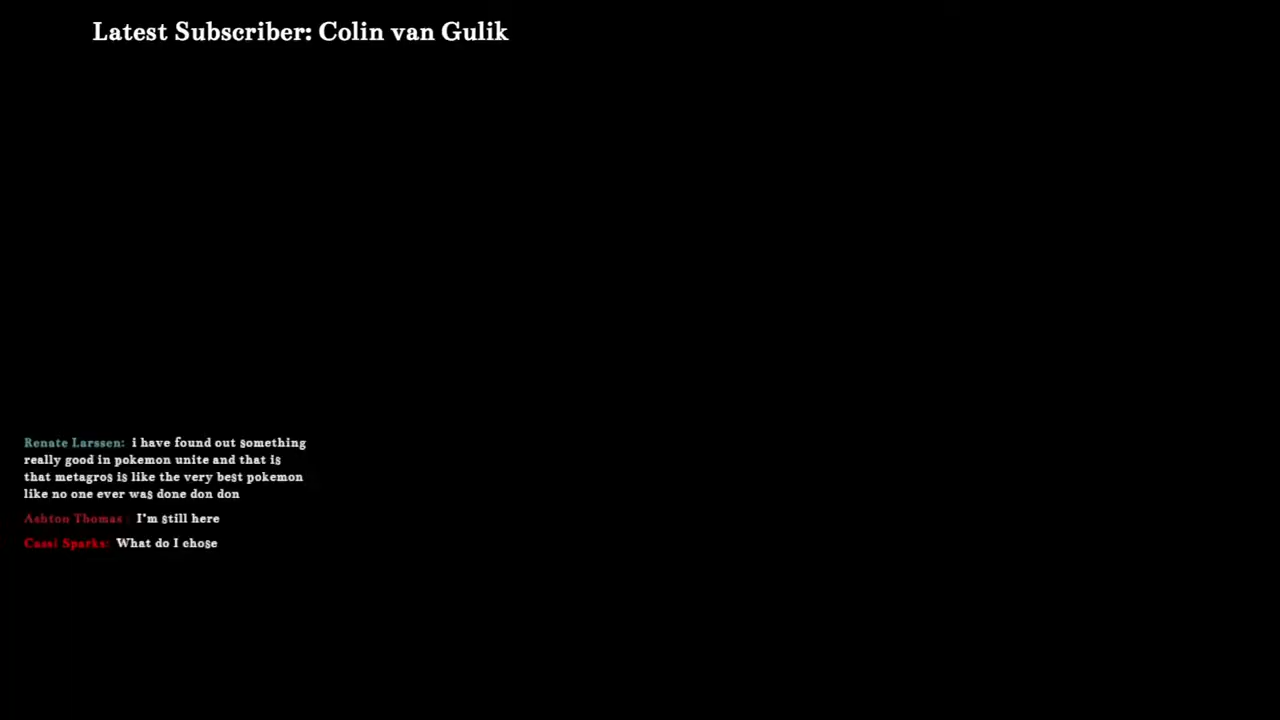 Latest Subscriber: Colin van Gulik
Renate Larssen: i have found out something
really good in pokemon unite and that is
that metagros is like the very best pokemon
like no one ever was done don don
Ashton Thomas : I'm still here
Cassi Sparks: What do I chose